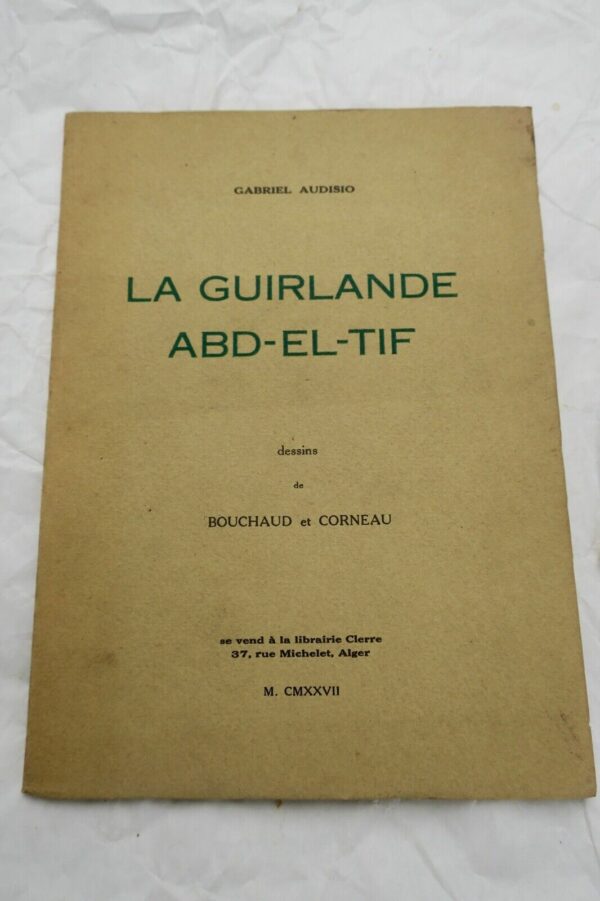 GABRIEL AUDISIO
LA GUIRLANDE
ABD-EL-TIF
dessins
de
BOUCHAUD et CORNEAU
se vend à la librairie Clerre
37, rue Michelet, Alger
M. CMXXVII